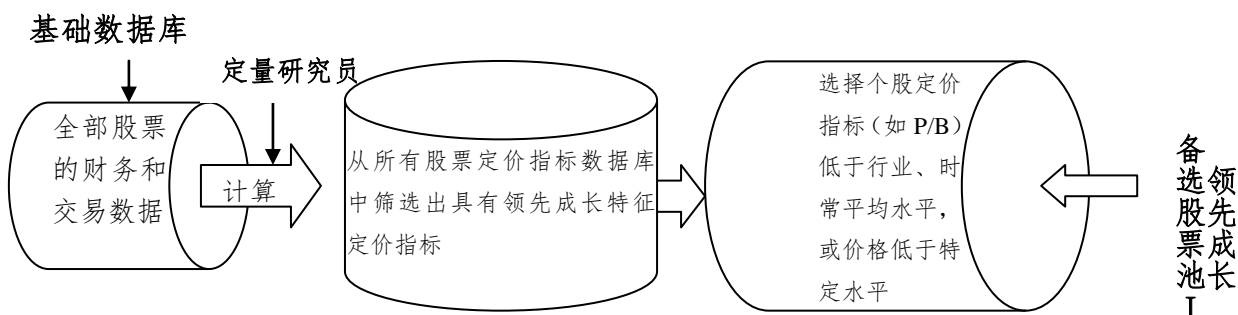 基础数据库
定量研究员
全部股票
的财务和
交易数据
计算
从所有股票定价指标数据库
中筛选出具有领先成长特征
定价指标
选择个股定价
指标（如 P/B）
低于行业、时
常平均水平，
或价格低于特
定水平
领先成长
备选股票池 I